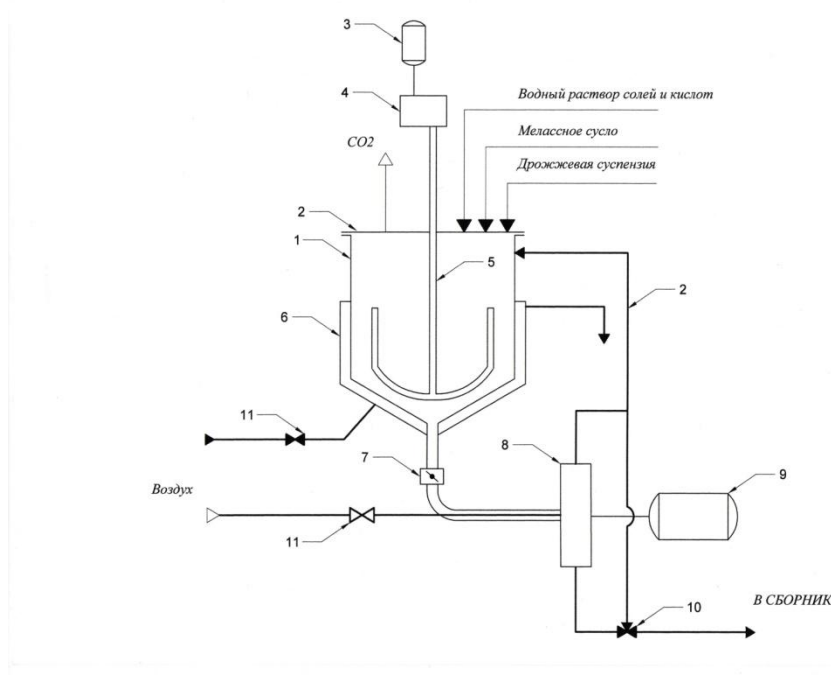 3
4
Водный раствор солей и кислот
Мелассное сусло
CO2
Дрожжевая суспензия
2
1
5
2
6
11
8
7
9
Воздух
11
В СБОРНИК
10